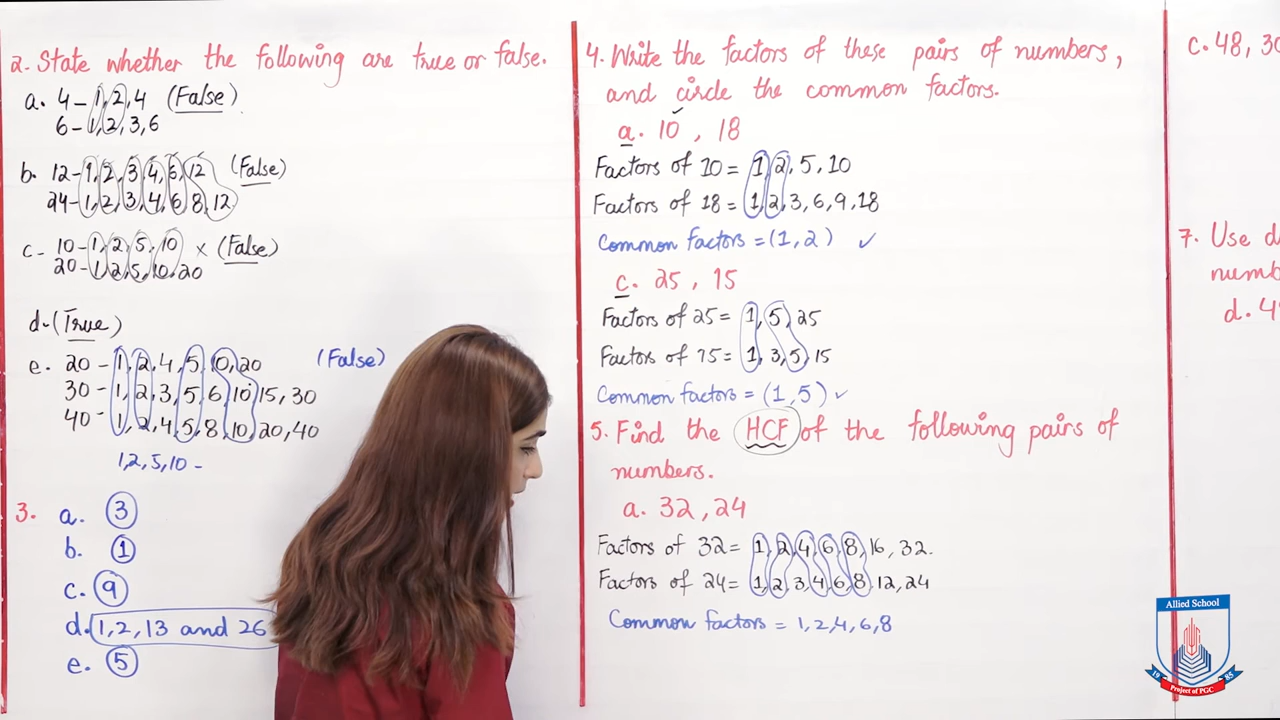 2. State whether the following are true or false.
a. 4 - 1, 2, 4 (False)
6 - 1, 2, 3, 6
b. 12 - 1, 2, 3, 4, 6, 12 (False)
24 - 1, 2, 3, 4, 6, 8, 12
c - 10 - 1, 2, 5, 10 × (False)
20 - 1, 2, 5, 10, 20
d. (True)
e. 20 - 1, 2, 4, 5, 10, 20 (False)
30 - 1, 2, 3, 5, 6, 10, 15, 30
40 - 1, 2, 4, 5, 8, 10, 20, 40
1, 2, 5, 10 -
3. a. 3
b. 1
c. 9
d. 1, 2, 13 and 26
e. 5
4. Write the factors of these pairs of numbers,
and circle the common factors.
a. 10, 18
Factors of 10 = 1, 2, 5, 10
Factors of 18 = 1, 2, 3, 6, 9, 18
Common factors = (1, 2) ✓
c. 25, 15
Factors of 25 = 1, 5, 25
Factors of 15 = 1, 3, 5, 15
Common factors = (1, 5) ✓
5. Find the HCF of the following pairs of
numbers.
a. 32, 24
Factors of 32 = 1, 2, 4, 6, 8, 16, 32.
Factors of 24 = 1, 2, 3, 4, 6, 8, 12, 24
Common factors = 1, 2, 4, 6, 8
c. 48,
7. Use
d.
Allied School
19 85
Project of PGC